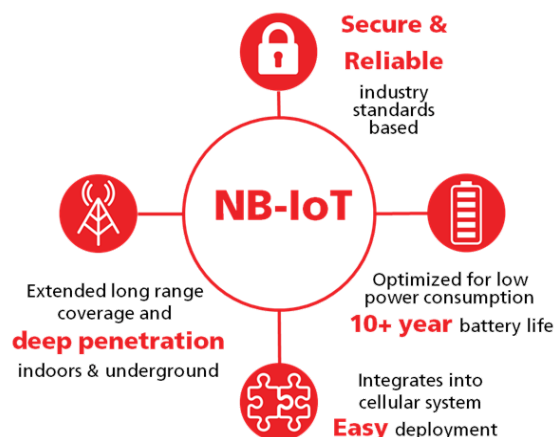 Secure &
Reliable
industry
standards
based
NB-IoT
Extended long range
coverage and
deep penetration
indoors & underground
Optimized for low
power consumption
10+ year battery life
Integrates into
cellular system
Easy deployment